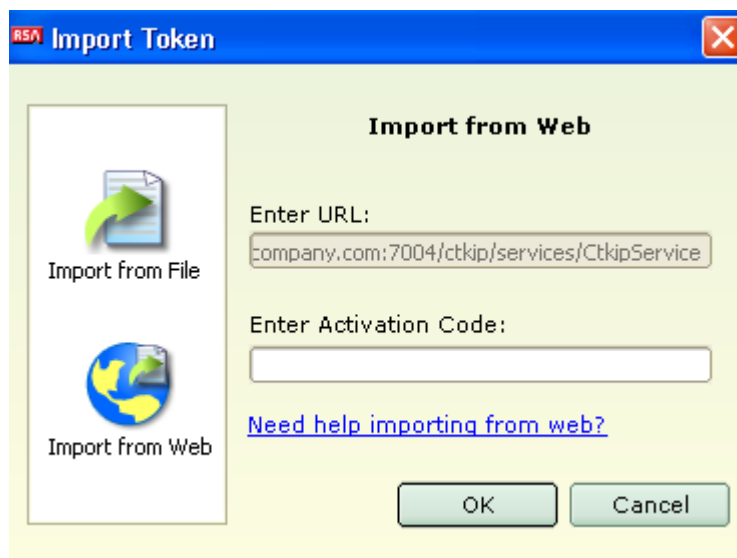 RSA Import Token
Import from Web
Enter URL:
company.com:7004/ctkip/services/CtkipService
Import from File
Enter Activation Code:
Need help importing from web?
Import from Web
OK
Cancel